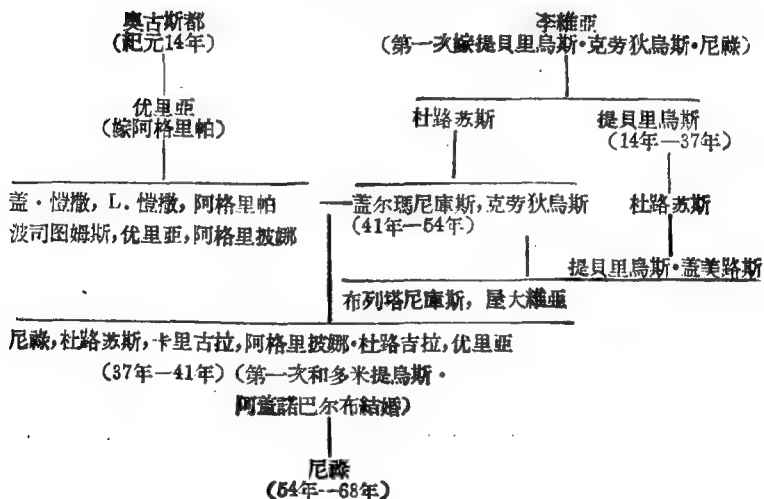 奧古斯都
(紀元14年)
李維亞
(第一次嫁提貝里烏斯·克劳狄烏斯·尼祿)
优里亞
(嫁阿格里帕)
杜路苏斯
提貝里烏斯
(14年—37年)
盖·愷撒, L. 愷撒, 阿格里帕
波司图姆斯, 优里亞, 阿格里披娜
盖尔瑪尼庫斯, 克劳狄烏斯
(41年—54年)
杜路苏斯
提貝里烏斯·盖美路斯
布列塔尼庫斯, 屋大維亞
尼祿, 杜路苏斯, 卡里古拉, 阿格里披娜·杜路吉拉, 优里亞
(37年—41年) (第一次和多米提烏斯·
阿盖諾巴尔布結婚)
尼祿
(54年--68年)